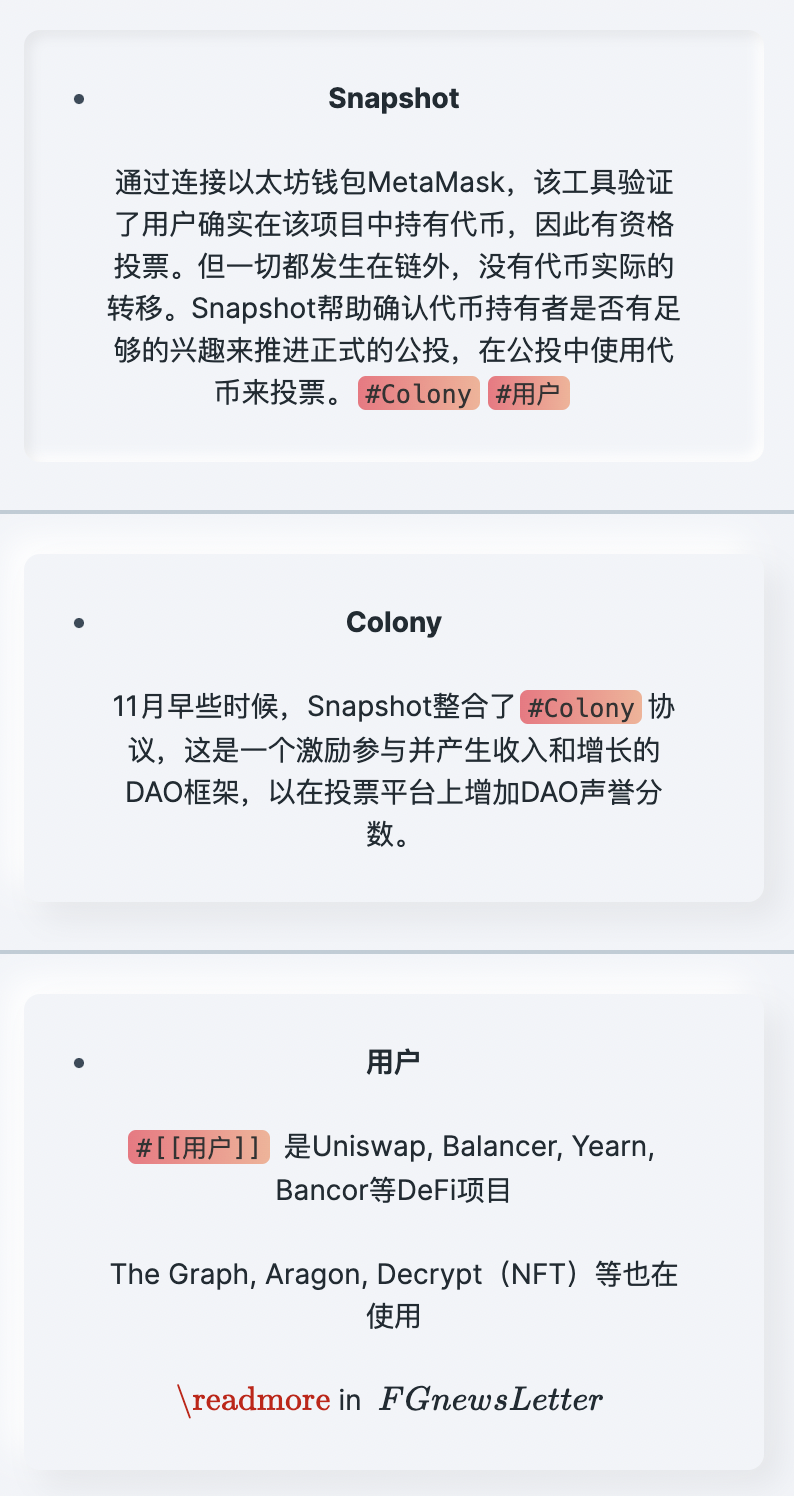 Snapshot
通过连接以太坊钱包MetaMask，该工具验证
了用户确实在该项目中持有代币，因此有资格
投票。但一切都发生在链外，没有代币实际的
转移。Snapshot帮助确认代币持有者是否有足
够的兴趣来推进正式的公投，在公投中使用代
币来投票。 #Colony #用户
Colony
11月早些时候，Snapshot整合了 #Colony 协
议，这是一个激励参与并产生收入和增长的
DAO框架，以在投票平台上增加DAO声誉分
数。
用户
#[[用户]] 是Uniswap, Balancer, Yearn,
Bancor等DeFi项目
The Graph, Aragon, Decrypt（NFT）等也在
使用
\readmore in FGnewsLetter